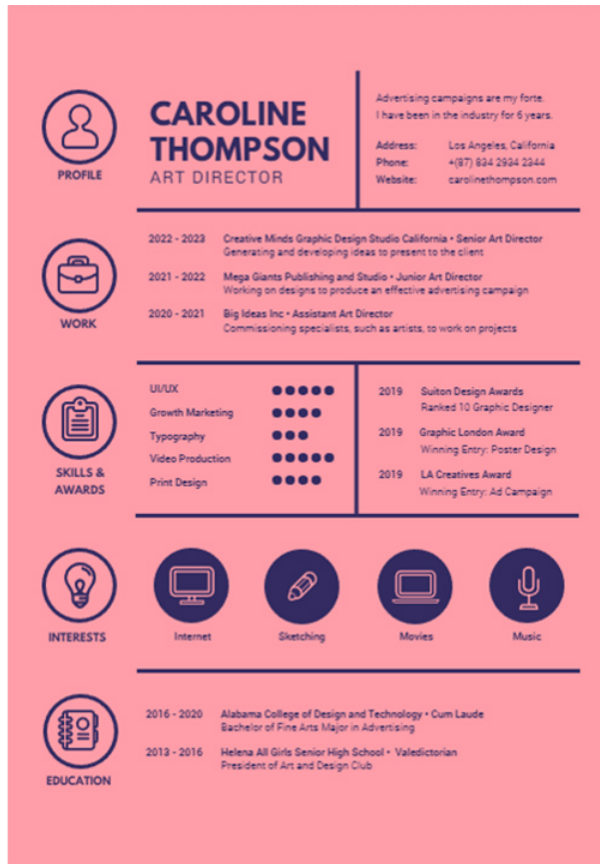 PROFILE
CAROLINE
THOMPSON
ART DIRECTOR
Advertising campaigns are my forte.
I have been in the industry for 6 years.
Address: Los Angeles, California
Phone: +(87) 834 2934 2344
Website: carolinethompson.com
WORK
2022 - 2023 Creative Minds Graphic Design Studio California • Senior Art Director
Generating and developing ideas to present to the client
2021 - 2022 Mega Giants Publishing and Studio • Junior Art Director
Working on designs to produce an effective advertising campaign
2020 - 2021 Big Ideas Inc • Assistant Art Director
Commissioning specialists, such as artists, to work on projects
SKILLS &
AWARDS
UI/UX
Growth Marketing
Typography
Video Production
Print Design
2019 Suiton Design Awards
Ranked 10 Graphic Designer
2019 Graphic London Award
Winning Entry: Poster Design
2019 LA Creatives Award
Winning Entry: Ad Campaign
INTERESTS
Internet
Sketching
Movies
Music
EDUCATION
2016 - 2020 Alabama College of Design and Technology • Cum Laude
Bachelor of Fine Arts Major in Advertising
2013 - 2016 Helena All Girls Senior High School • Valedictorian
President of Art and Design Club